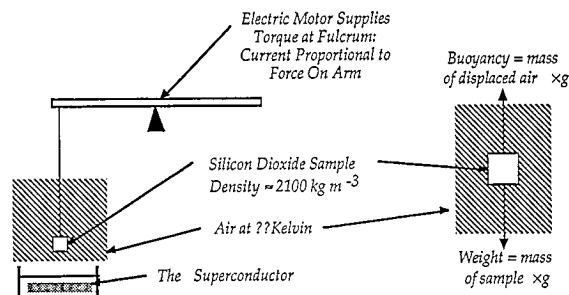 Electric Motor Supplies
Torque at Fulcrum:
Current Proportional to
Force On Arm
Buoyancy = mass
of displaced air ×g
Silicon Dioxide Sample
Density ≈ 2100 kg m -3
Air at ??Kelvin
The Superconductor
Weight = mass
of sample ×g